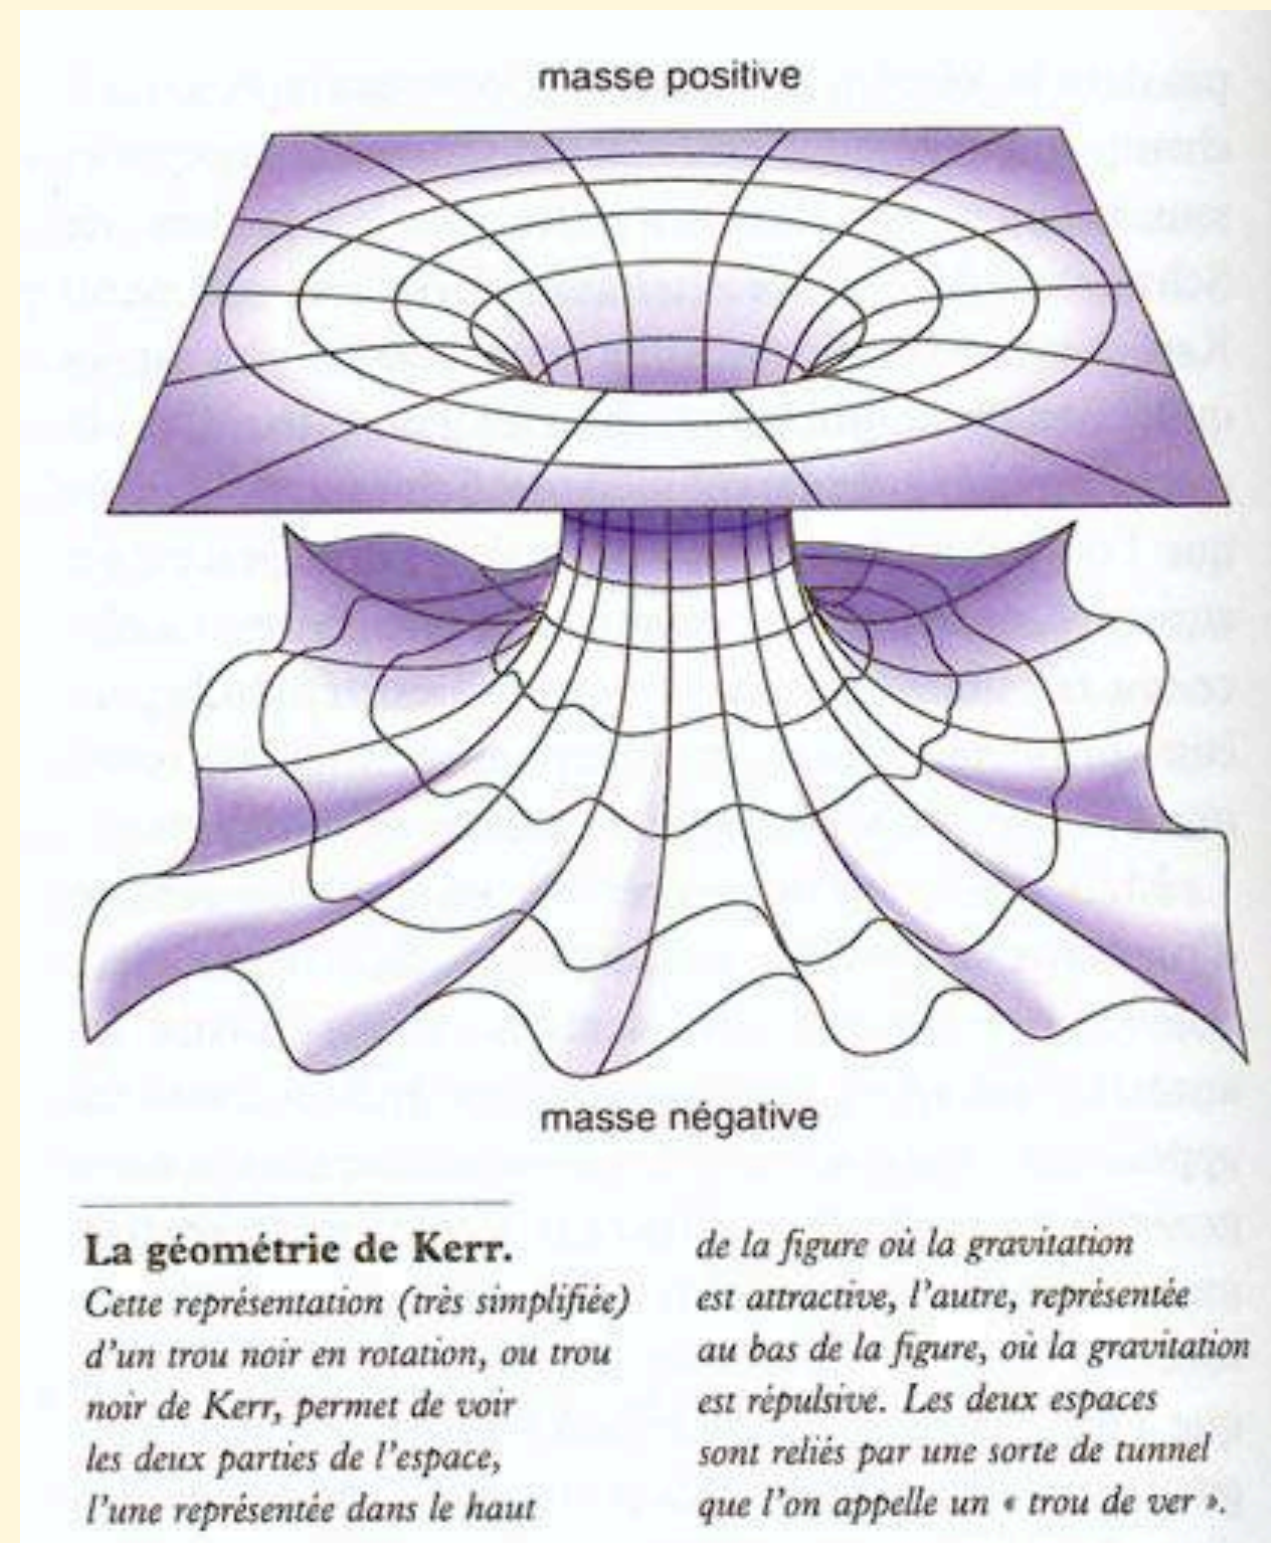 masse positive
masse négative
La géométrie de Kerr.
Cette représentation (très simplifiée)
d'un trou noir en rotation, ou trou
noir de Kerr, permet de voir
les deux parties de l'espace,
l'une représentée dans le haut
de la figure où la gravitation
est attractive, l'autre, représentée
au bas de la figure, où la gravitation
est répulsive. Les deux espaces
sont reliés par une sorte de tunnel
que l'on appelle un « trou de ver ».